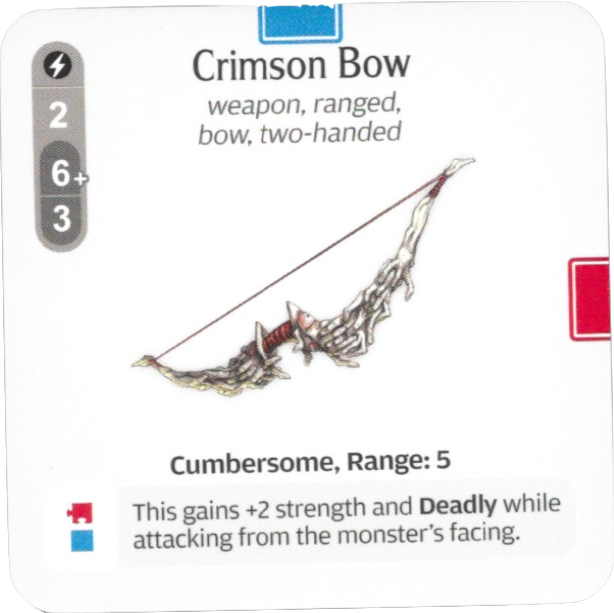 Crimson Bow
weapon, ranged,
bow, two-handed
2
6+
3
Cumbersome, Range: 5
This gains +2 strength and Deadly while
attacking from the monster's facing.